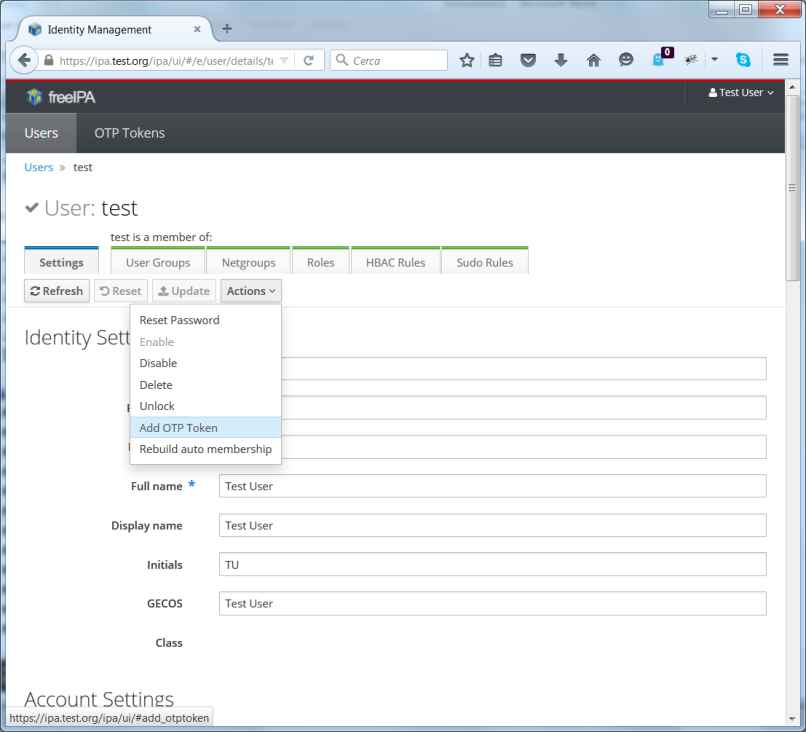 Identity Management
https://ipa.test.org/ipa/ui/#/e/user/details/te
Cerca
0
freeIPA
Test User
Users
OTP Tokens
Users » test
User: test
test is a member of:
Settings
User Groups
Netgroups
Roles
HBAC Rules
Sudo Rules
Refresh
Reset
Update
Actions
Reset Password
Enable
Disable
Delete
Unlock
Add OTP Token
Rebuild auto membership
Identity Sett
Full name *
Test User
Display name
Test User
Initials
TU
GECOS
Test User
Class
Account Settings
https://ipa.test.org/ipa/ui/#add_otptoken